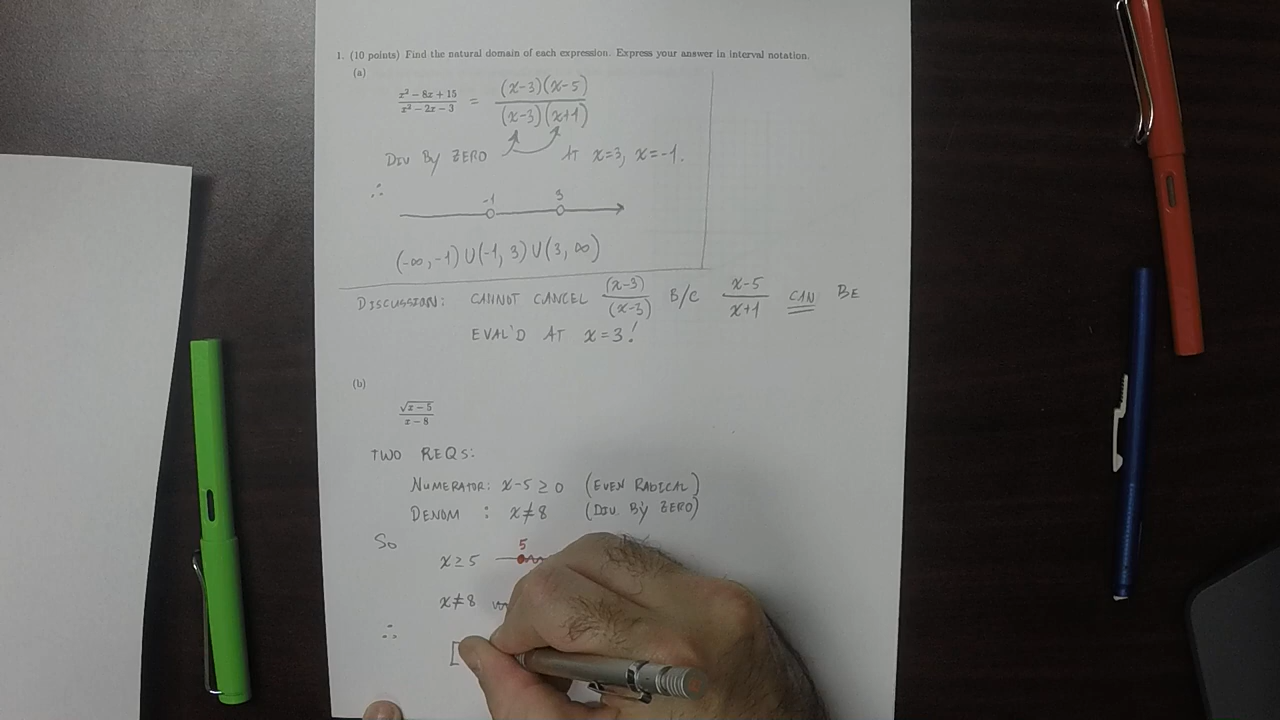 1. (10 points) Find the natural domain of each expression. Express your answer in interval notation.
(a)
x² − 8x + 15 / x² − 2x − 3 = (x-3)(x-5) / (x-3)(x+1)
DIV BY ZERO AT x=3, x=-1.
∴
-1 3
(-∞,-1) U (-1, 3) U (3, ∞)
DISCUSSION: CANNOT CANCEL (x-3)/(x-3) B/C x-5/x+1 CAN BE
EVAL'D AT x=3!
(b)
√x − 5 / x − 8
TWO REQS:
NUMERATOR: x-5 ≥ 0 (EVEN RADICAL)
DENOM : x≠8 (DIV. BY ZERO)
So
5
x ≥ 5
x≠8
∴
[